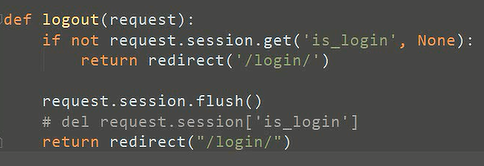 def logout(request):
    if not request.session.get('is_login', None):
        return redirect('/login/')

    request.session.flush()
    # del request.session['is_login']
    return redirect("/login/")